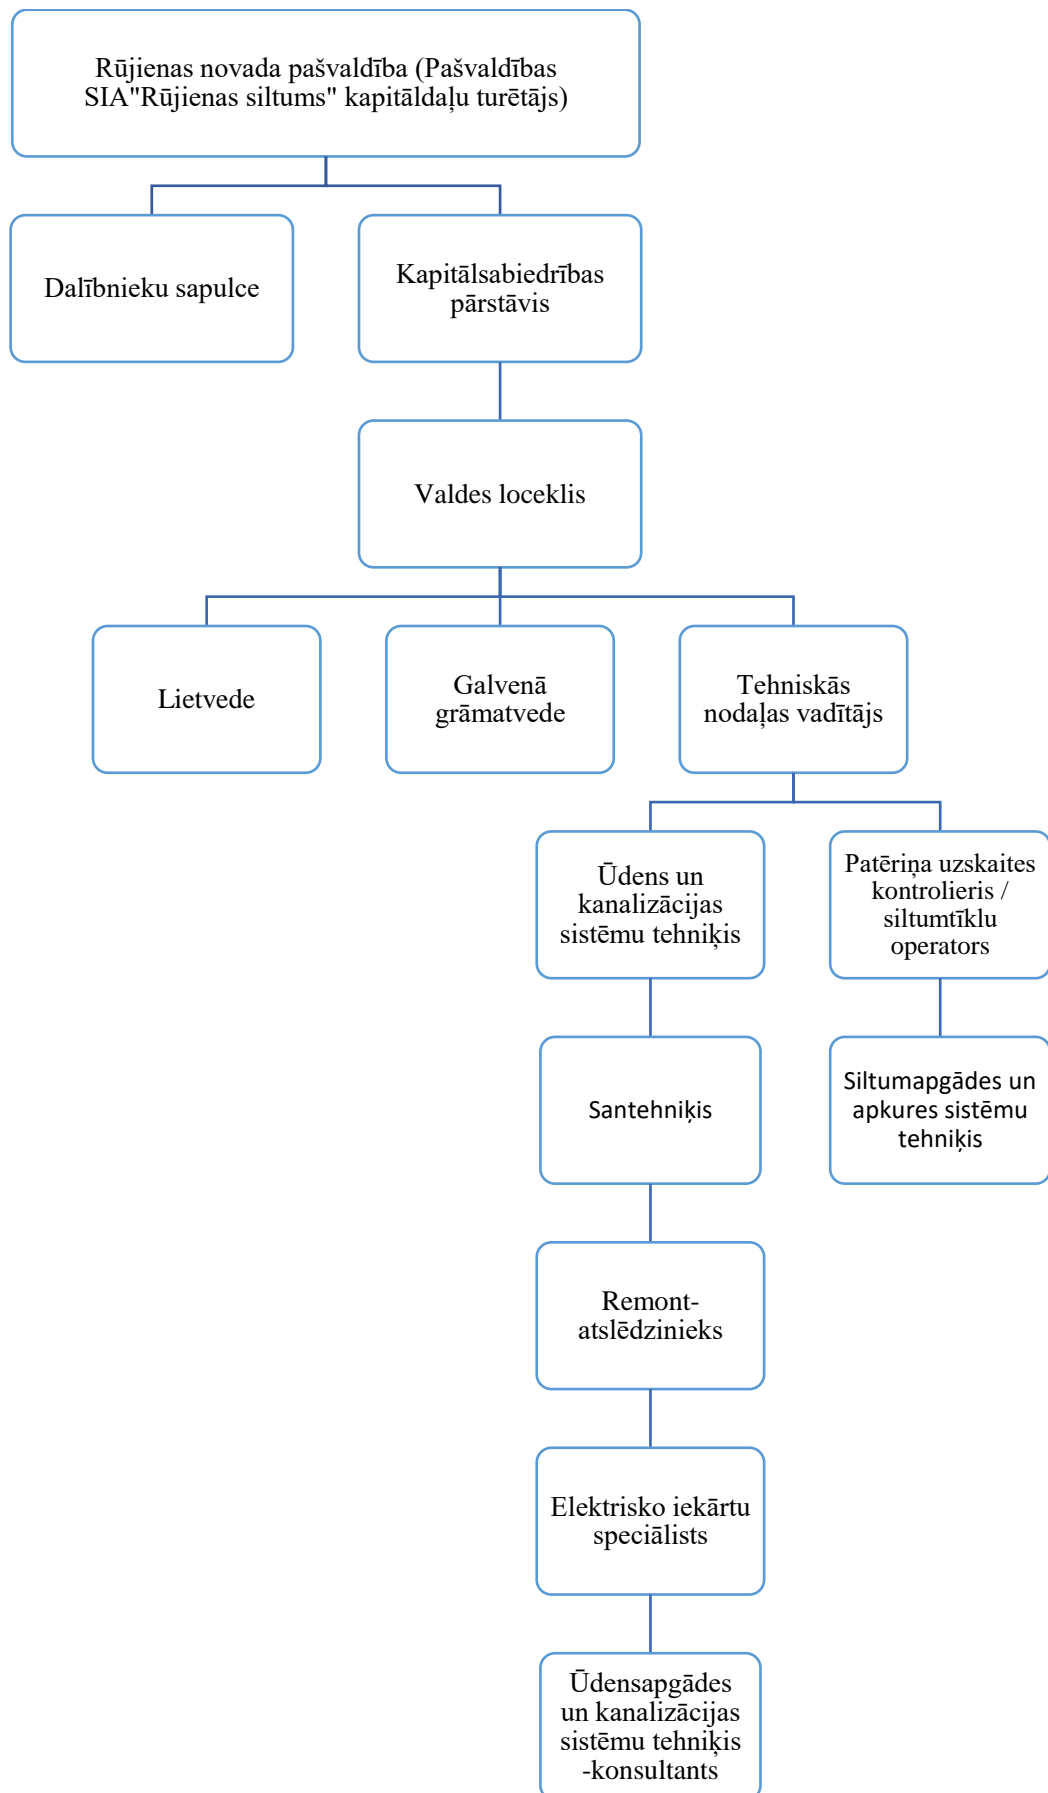 Rūjienas novada pašvaldība (Pašvaldības
SIA"Rūjienas siltums" kapitāldaļu turētājs)
Dalībnieku sapulce
Kapitālsabiedrības
pārstāvis
Valdes loceklis
Lietvede
Galvenā
grāmatvede
Tehniskās
nodaļas vadītājs
Ūdens un
kanalizācijas
sistēmu tehniķis
Patēriņa uzskaites
kontrolieris /
siltumtīklu
operators
Santehniķis
Siltumapgādes un
apkures sistēmu
tehniķis
Remont-
atslēdzinieks
Elektrisko iekārtu
speciālists
Ūdensapgādes
un kanalizācijas
sistēmu tehniķis
-konsultants